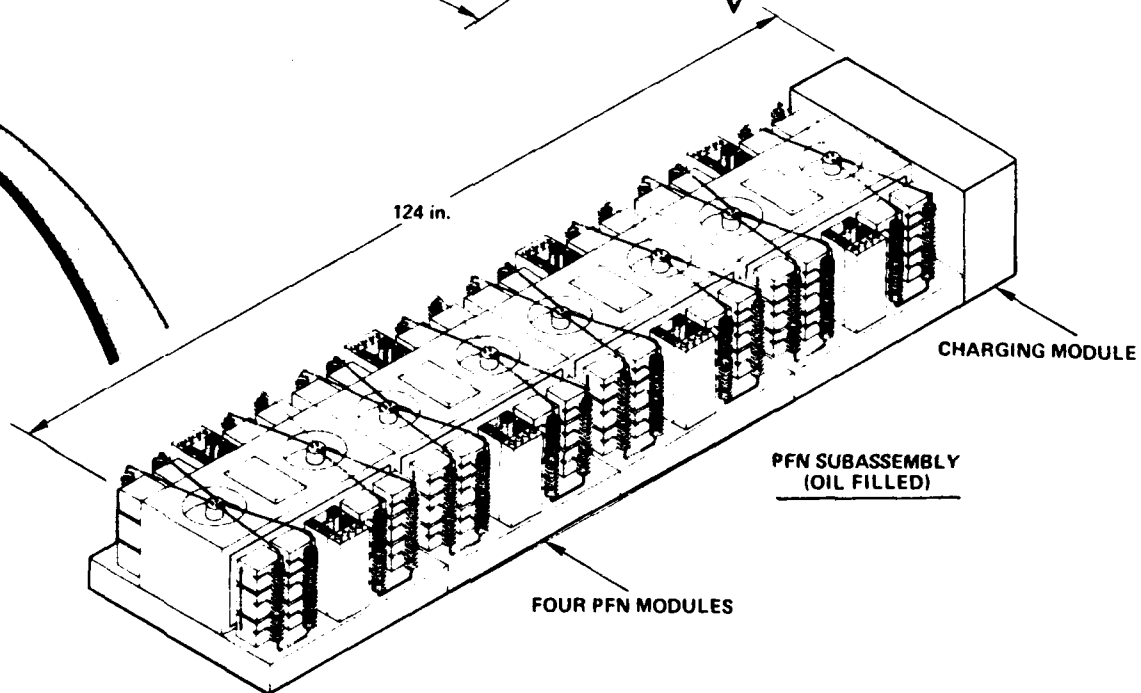 124 in.
CHARGING MODULE
PFN SUBASSEMBLY
(OIL FILLED)
FOUR PFN MODULES